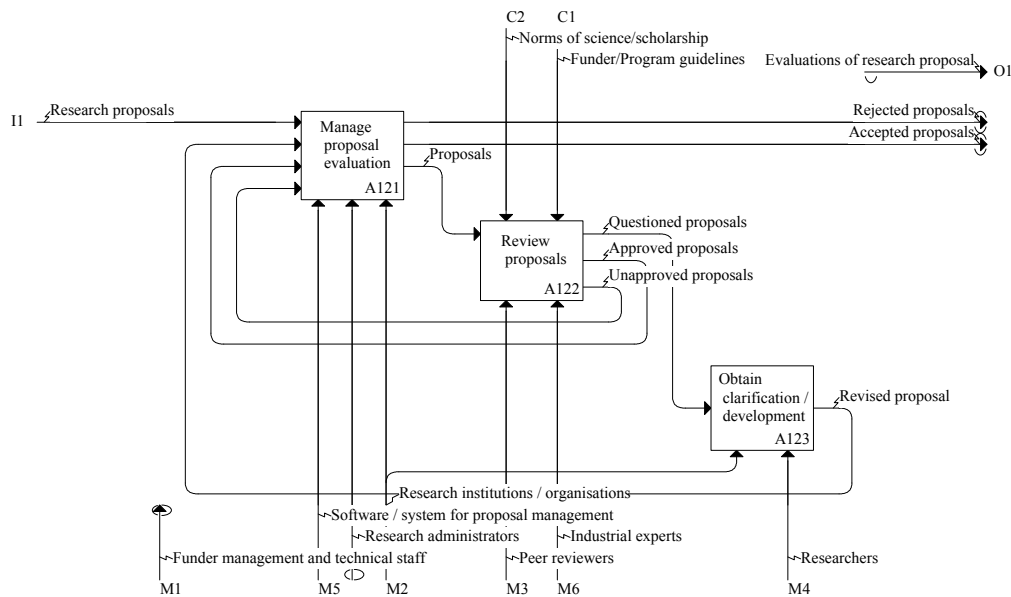 C2 C1
Norms of science/scholarship
Funder/Program guidelines
Evaluations of research proposal
O1
I1
Research proposals
Rejected proposals
Accepted proposals
Manage
proposal
evaluation
A121
Proposals
Review
proposals
A122
Questioned proposals
Approved proposals
Unapproved proposals
Obtain
clarification /
development
A123
Revised proposal
Research institutions / organisations
Software / system for proposal management
Research administrators
Industrial experts
Funder management and technical staff
Peer reviewers
Researchers
M1 M5 M2 M3 M6 M4